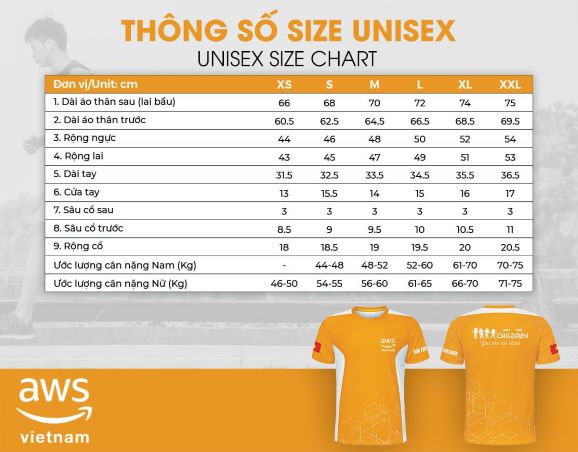 THÔNG SỐ SIZE UNISEX
UNISEX SIZE CHART
Đơn vị/Unit: cm XS S M L XL XXL
1. Dài áo thân sau (lai bầu) 66 68 70 72 74 75
2. Dài áo thân trước 60.5 62.5 64.5 66.5 68.5 69.5
3. Rộng ngực 44 46 48 50 52 54
4. Rộng lai 43 45 47 49 51 53
5. Dài tay 31.5 32.5 33.5 34.5 35.5 36.5
6. Cửa tay 13 15.5 14 15 16 17
7. Sâu cổ sau 3 3 3 3 3 3
8. Sâu cổ trước 8.5 9 9.5 10 10.5 11
9. Rộng cổ 18 18.5 19 19.5 20 20.5
Ước lượng cân nặng Nam (Kg) - 44-48 48-52 52-60 61-70 70-75
Ước lượng cân nặng Nữ (Kg) 46-50 54-55 56-60 61-65 66-70 71-75
aws
vietnam
CHILDREN
aws
vietnam